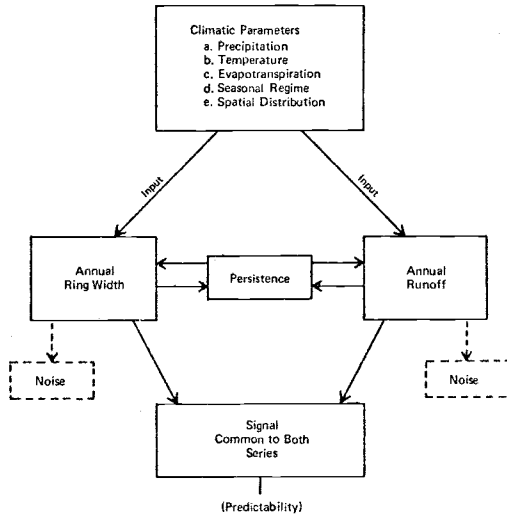 Climatic Parameters
a. Precipitation
b. Temperature
c. Evapotranspiration
d. Seasonal Regime
e. Spatial Distribution
Input
Input
Annual
Ring Width
Persistence
Annual
Runoff
Noise
Noise
Signal
Common to Both
Series
(Predictability)